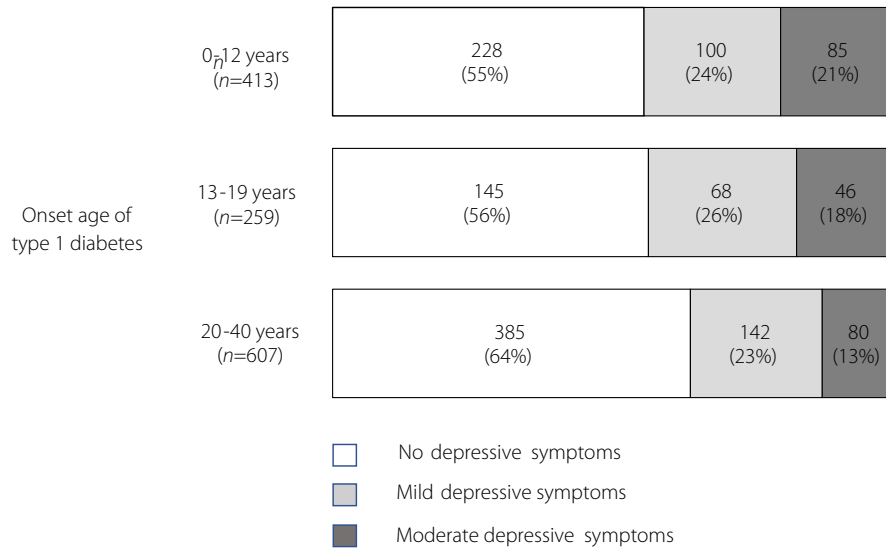 0-12 years
n
(n=413)
228
(55%)
100
(24%)
85
(21%)
Onset age of
type 1 diabetes
13-19 years
(n=259)
145
(56%)
68
(26%)
46
(18%)
20-40 years
(n=607)
385
(64%)
142
(23%)
80
(13%)
No depressive symptoms
Mild depressive symptoms
Moderate depressive symptoms